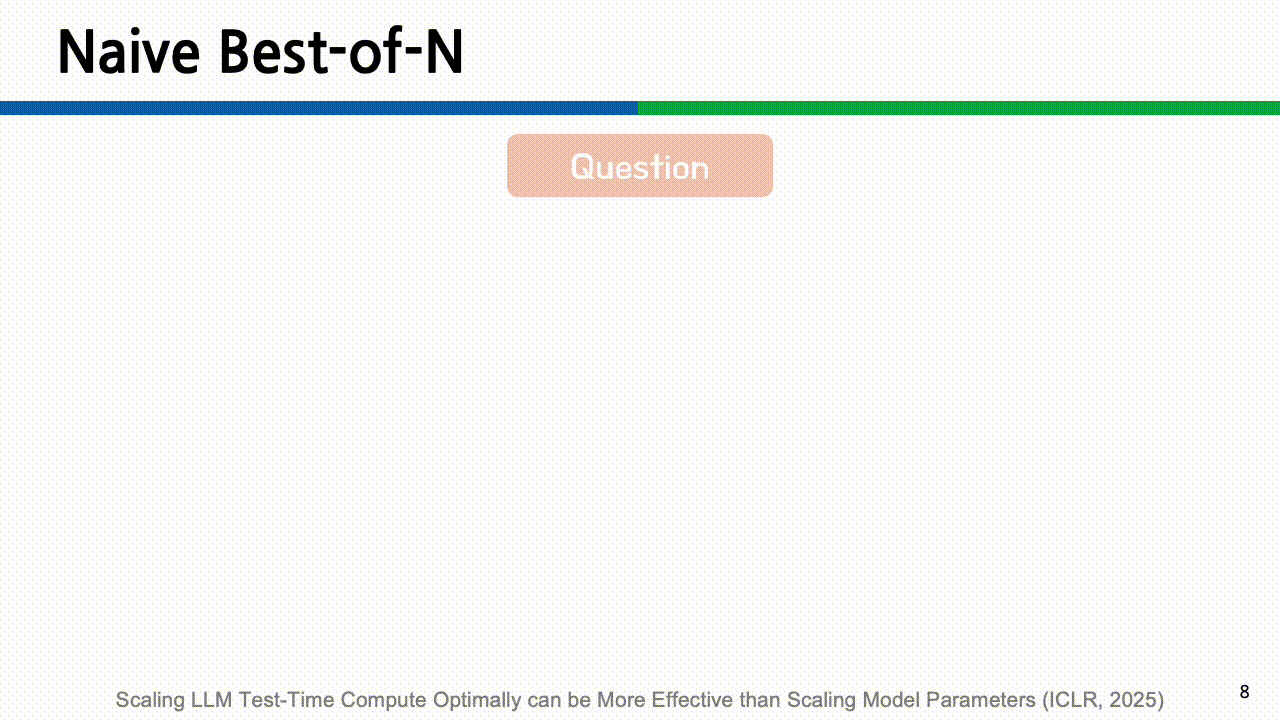 Naive Best-of-N
Question
Scaling LLM Test-Time Compute Optimally can be More Effective than Scaling Model Parameters (ICLR, 2025)
8